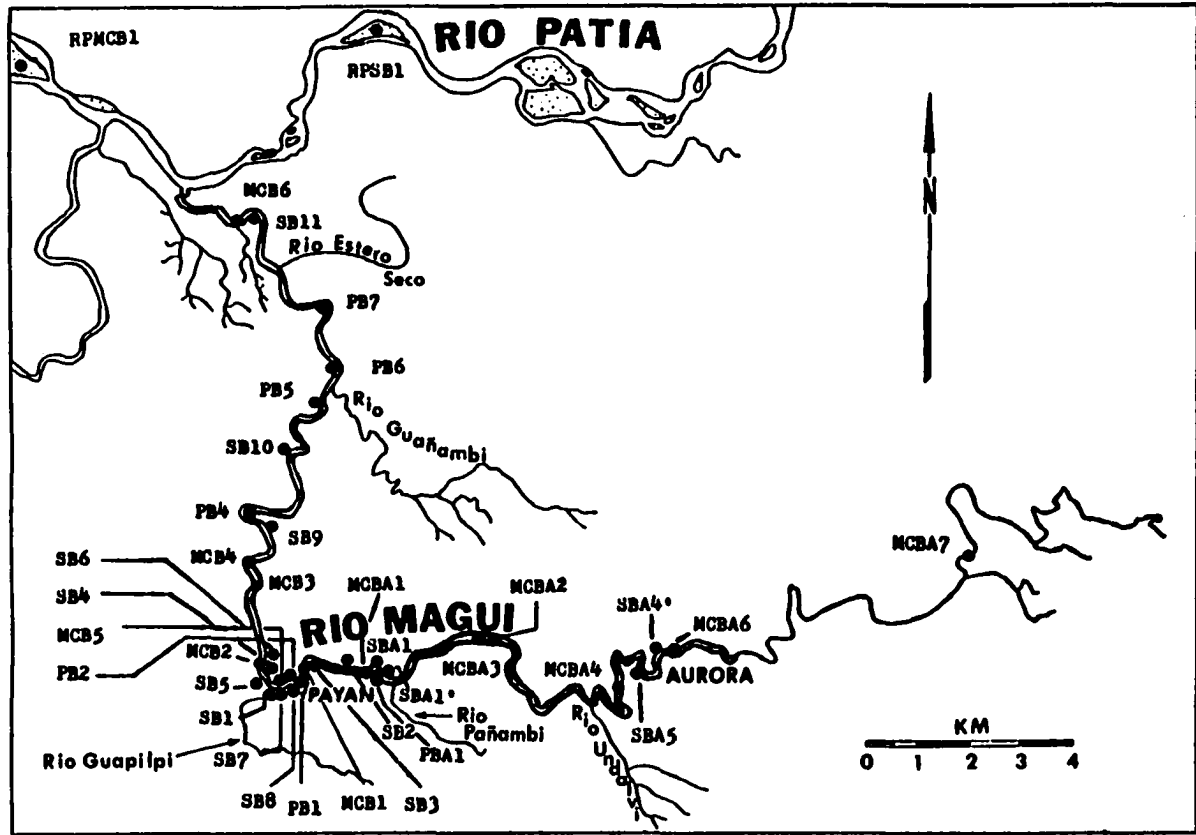 RPMCB1
RIO PATIA
RPSB1
MCB6
SB11
Rio Estero
Seco
N
PB7
PB6
PB5
Rio
Guañambi
SB10
PB4
SB9
MCB4
SB6
MCB3
SB4
MCBA1
MCBA2
MCBA7
RIO MAGUI
SBA4'
MCBA6
MCB5
SBA1
MCB2
MCBA3
MCBA4
AURORA
PB2
SB5
PAYAN
SBA1'
Rio
Pañambi
SB1
SB2
PBA1
SBA5
Rio Undalvi
KM
0 1 2 3 4
Rio Guapilpi
SB7
SB8
PB1
MCB1
SB3